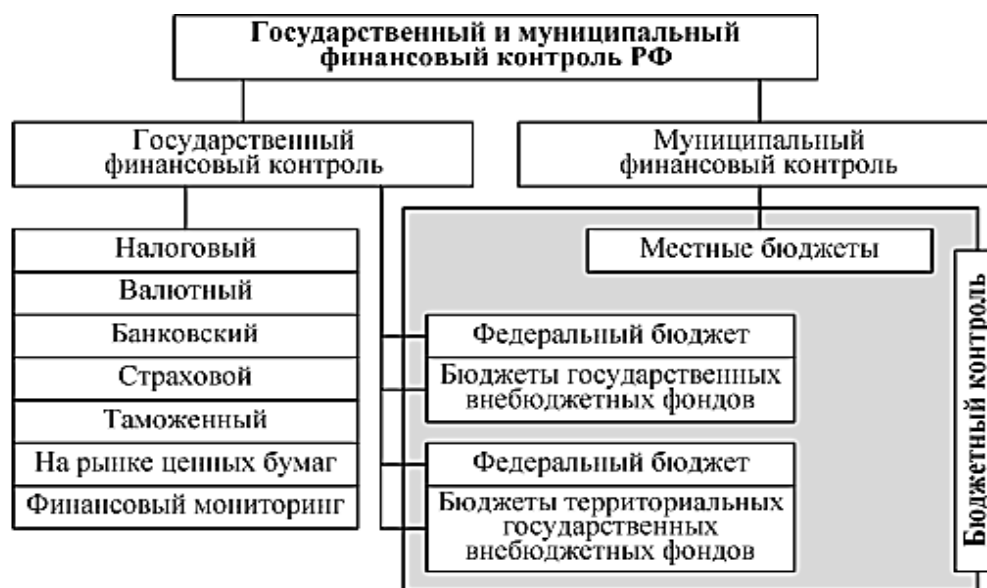 Государственный и муниципальный
финансовый контроль РФ
Государственный
финансовый контроль
Муниципальный
финансовый контроль
Налоговый
Валютный
Банковский
Страховой
Таможенный
На рынке ценных бумаг
Финансовый мониторинг
Местные бюджеты
Федеральный бюджет
Бюджеты государственных
внебюджетных фондов
Федеральный бюджет
Бюджеты территориальных
государственных
внебюджетных фондов
Бюджетный контроль